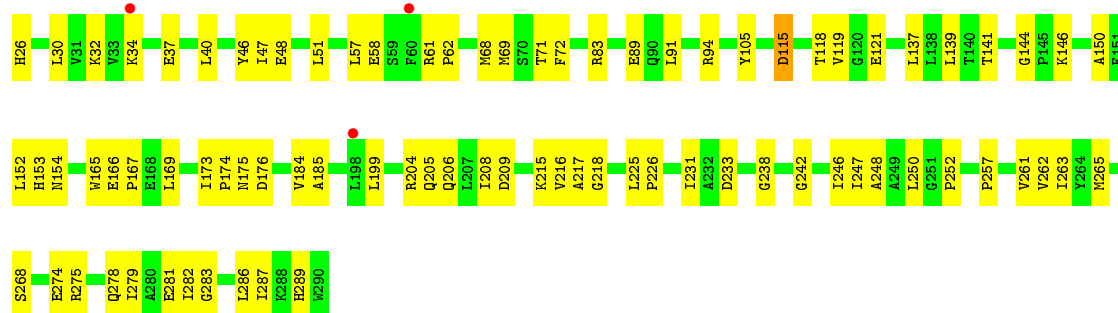 H26 L30 V31 K32 V33 K34 E37 L40 Y46 I47 E48 L51 L57 E58 S59 F60 R61 P62 M68 M69 S70 T71 F72 R83 E89 Q90 L91 R94 Y105 D115 T118 V119 G120 E121 L137 L138 L139 T140 T141 G144 P145 K146 A150 E151
L152 H153 N154 W165 E166 P167 E168 L169 I173 P174 N175 D176 V184 A185 L198 L199 R204 Q205 Q206 L207 I208 D209 K215 V216 A217 G218 L225 P226 I231 A232 D233 G238 G242 I246 I247 A248 A249 L250 G251 P252 P257 V261 V262 I263 Y264 M265
S268 E274 R275 Q278 I279 A280 E281 I282 G283 L286 I287 K288 H289 W290